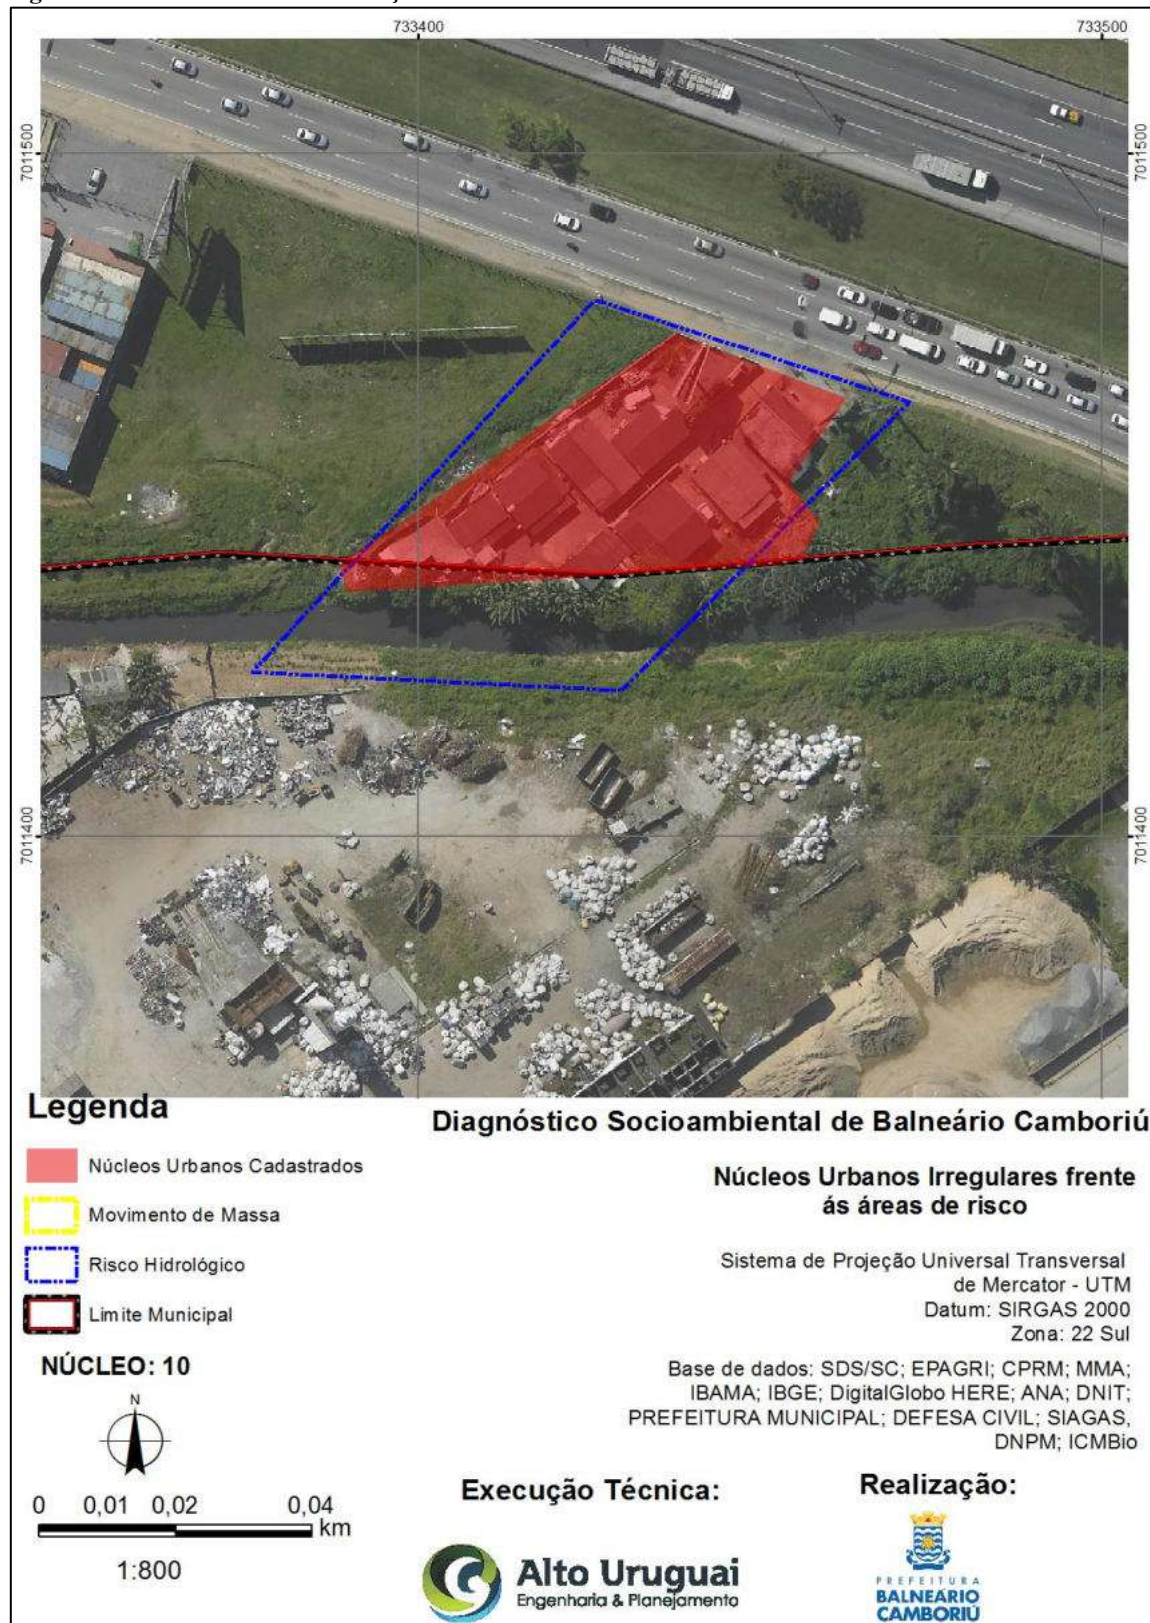 733400
733500
7011500
7011500
7011400
7011400
Legenda
Núcleos Urbanos Cadastrados
Movimento de Massa
Risco Hidrológico
Limite Municipal
NÚCLEO: 10
N
0 0,01 0,02 0,04
km
1:800
Diagnóstico Socioambiental de Balneário Camboriú
Núcleos Urbanos Irregulares frente
ás áreas de risco
Sistema de Projeção Universal Transversal
de Mercator - UTM
Datum: SIRGAS 2000
Zona: 22 Sul
Base de dados: SDS/SC; EPAGRI; CPRM; MMA;
IBAMA; IBGE; DigitalGlobo HERE; ANA; DNIT;
PREFEITURA MUNICIPAL; DEFESA CIVIL; SIAGAS,
DNPM; ICMBio
Execução Técnica:
Alto Uruguai
Engenharia & Planejamento
Realização:
PREFEITURA
BALNEÁRIO
CAMBORIÚ